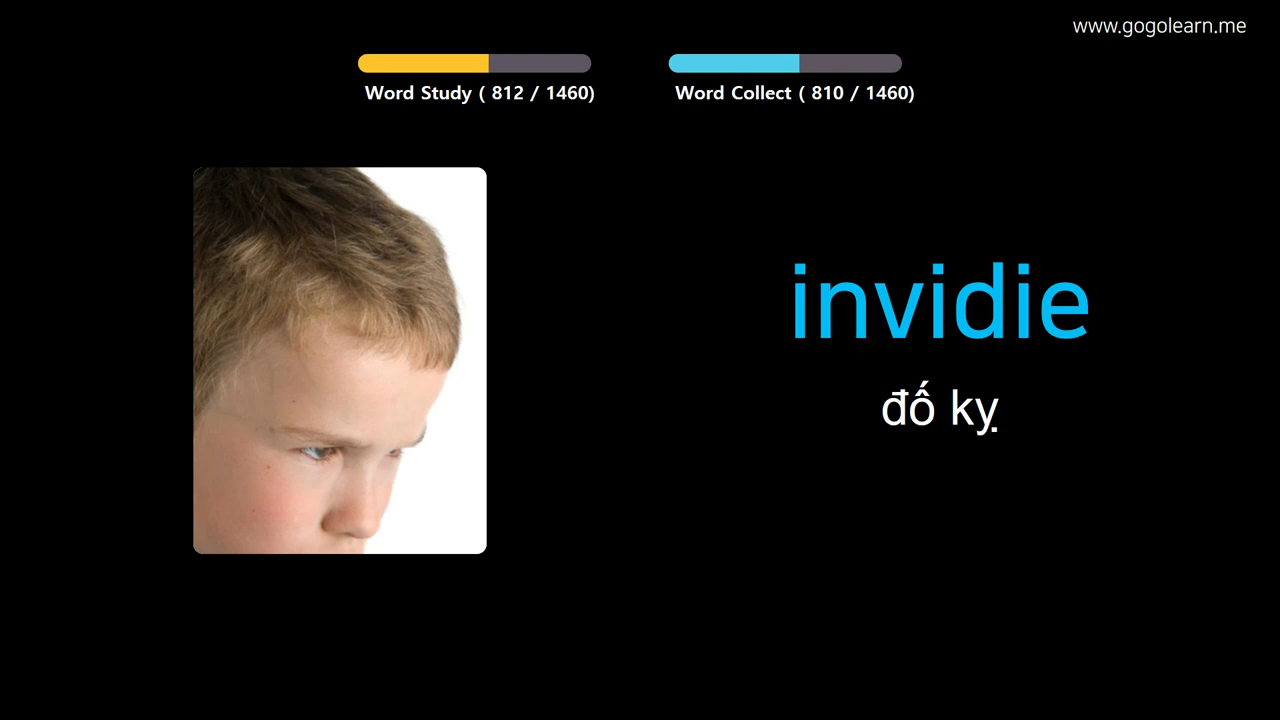 www.gogolearn.me
Word Study ( 812 / 1460)
Word Collect ( 810 / 1460)
invidie
đố kỵ